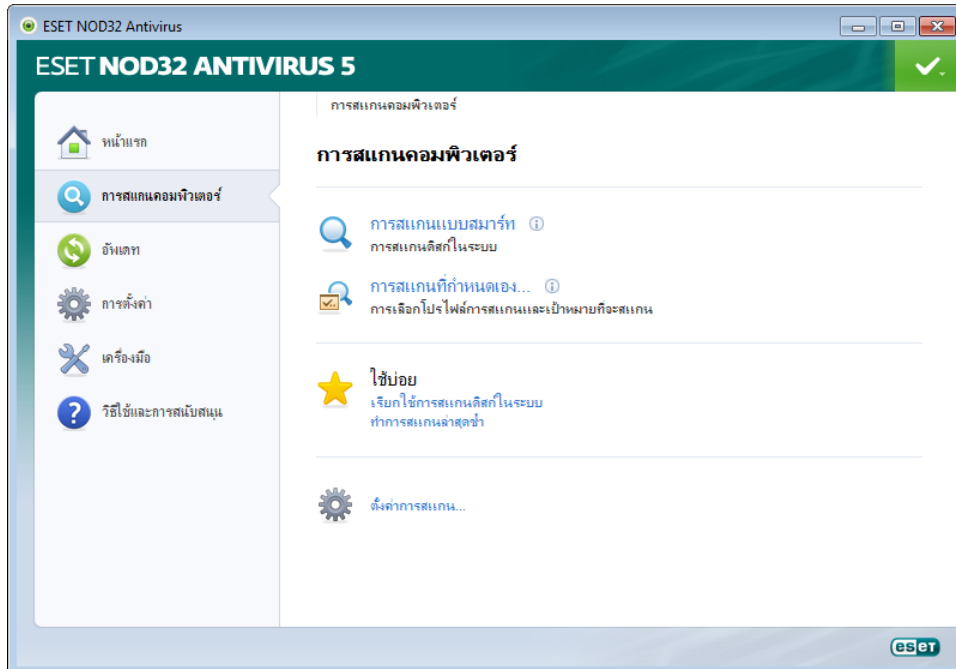 ESET NOD32 Antivirus
ESET NOD32 ANTIVIRUS 5
หน้าแรก
การสแกนคอมพิวเตอร์
อัพเดท
การตั้งค่า
เครื่องมือ
วิธีใช้และการสนับสนุน
การสแกนคอมพิวเตอร์
การสแกนคอมพิวเตอร์
การสแกนแบบสมาร์ท
การสแกนดิสก์ในระบบ
การสแกนที่กำหนดเอง...
การเลือกโปรไฟล์การสแกนและเป้าหมายที่จะสแกน
ใช้บ่อย
เรียกใช้การสแกนดิสก์ในระบบ
ทำการสแกนล่าสุดซ้ำ
ตั้งค่าการสแกน...
eseT